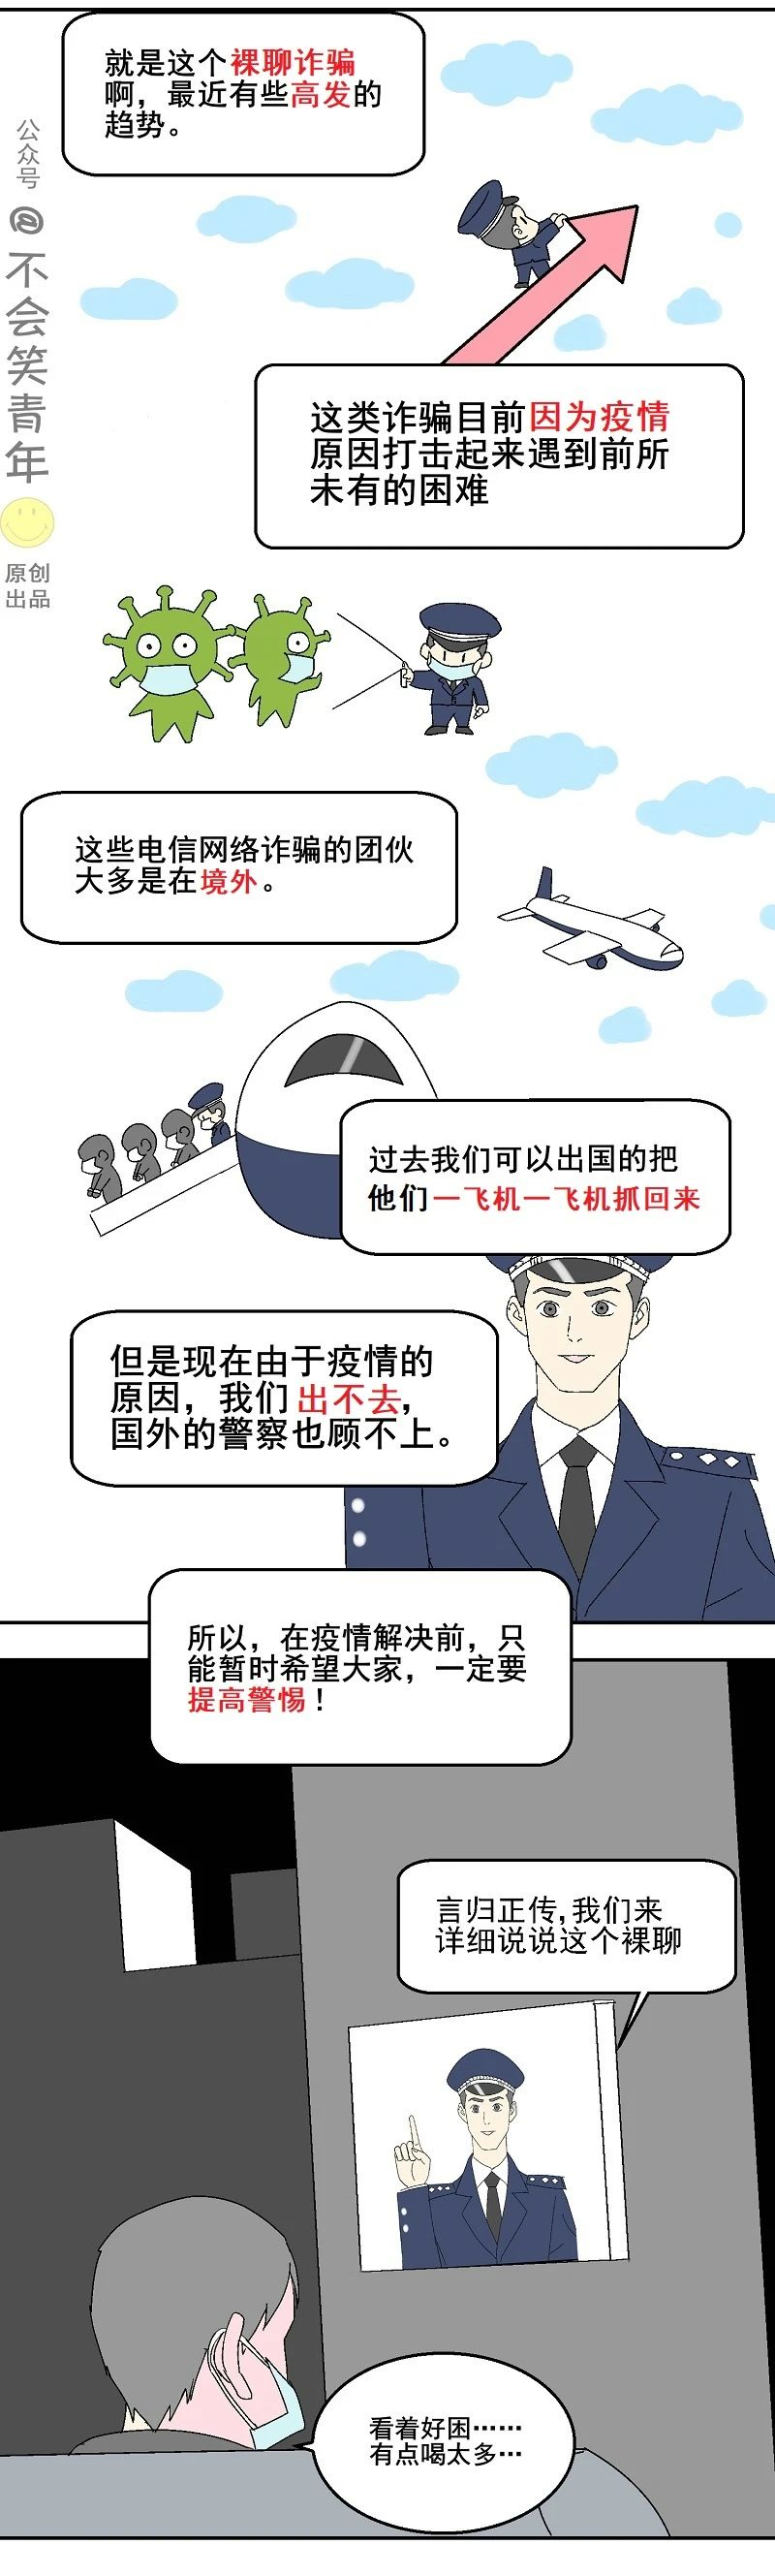 就是这个裸聊诈骗
啊，最近有些高发的
趋势。
公众号
@不会笑青年
原创
出品
这类诈骗目前因为疫情
原因打击起来遇到前所
未有的困难
这些电信网络诈骗的团伙
大多是在境外。
过去我们可以出国的把
他们一飞机一飞机抓回来
但是现在由于疫情的
原因，我们出不去，
国外的警察也顾不上。
所以，在疫情解决前，只
能暂时希望大家，一定要
提高警惕！
言归正传,我们来
详细说说这个裸聊
看着好困……
有点喝太多…